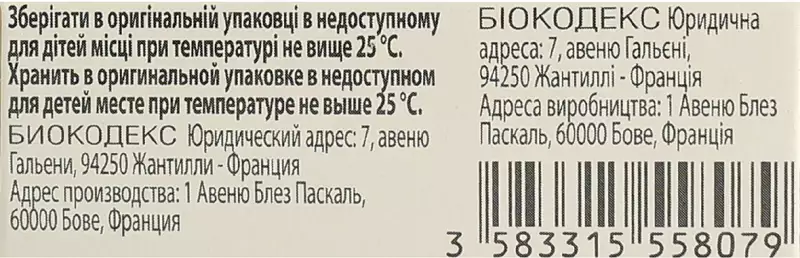 Зберігати в оригінальній упаковці в недоступному
для дітей місці при температурі не вище 25 °С.
Хранить в оригинальной упаковке в недоступном
для детей месте при температуре не выше 25 °С.
БИОКОДЕКС Юридический адрес: 7, авеню
Гальени, 94250 Жантилли - Франция
Адрес производства: 1 Авеню Блез Паскаль,
60000 Бове, Франция
БІОКОДЕКС Юридична
адреса: 7, авеню Гальєні,
94250 Жантиллі - Франція
Адреса виробництва: 1 Авеню Блез
Паскаль, 60000 Бове, Франція
3 583315 558079